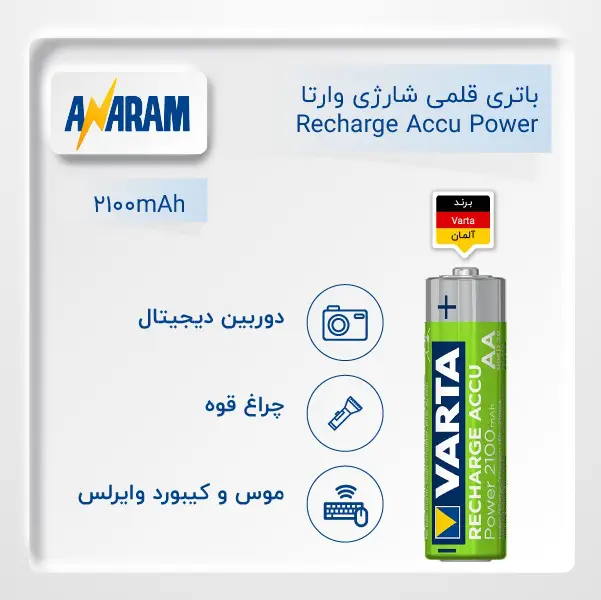 باتری قلمی شارژی وارتا
Recharge Accu Power
ANARAM
۲۱۰۰mAh
برند
Varta
آلمان
دوربین دیجیتال
چراغ قوه
موس و کیبورد وایرلس
VARTA
RECHARGE ACCU
Power 2100 mAh
AA